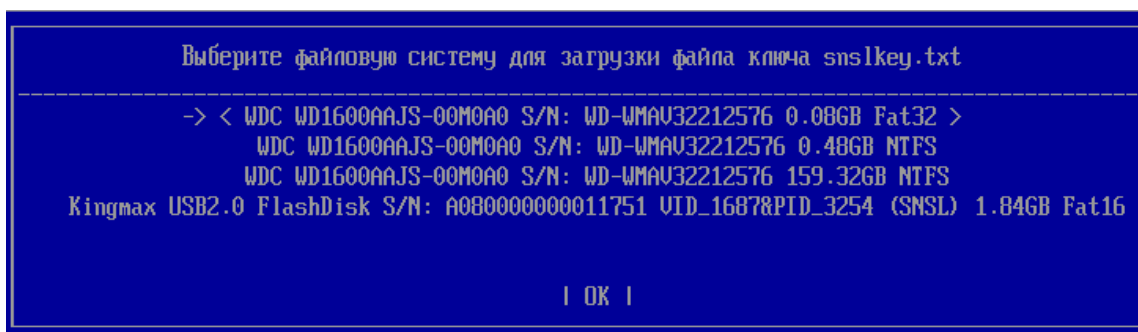 Выберите файловую систему для загрузки файла ключа snslkey.txt
-> < WDC WD1600AAJS-00M0A0 S/N: WD-WMAV32212576 0.08GB Fat32 >
WDC WD1600AAJS-00M0A0 S/N: WD-WMAV32212576 0.48GB NTFS
WDC WD1600AAJS-00M0A0 S/N: WD-WMAV32212576 159.32GB NTFS
Kingmax USB2.0 FlashDisk S/N: A080000000011751 VID_1687&PID_3254 (SNSL) 1.84GB Fat16
| OK |